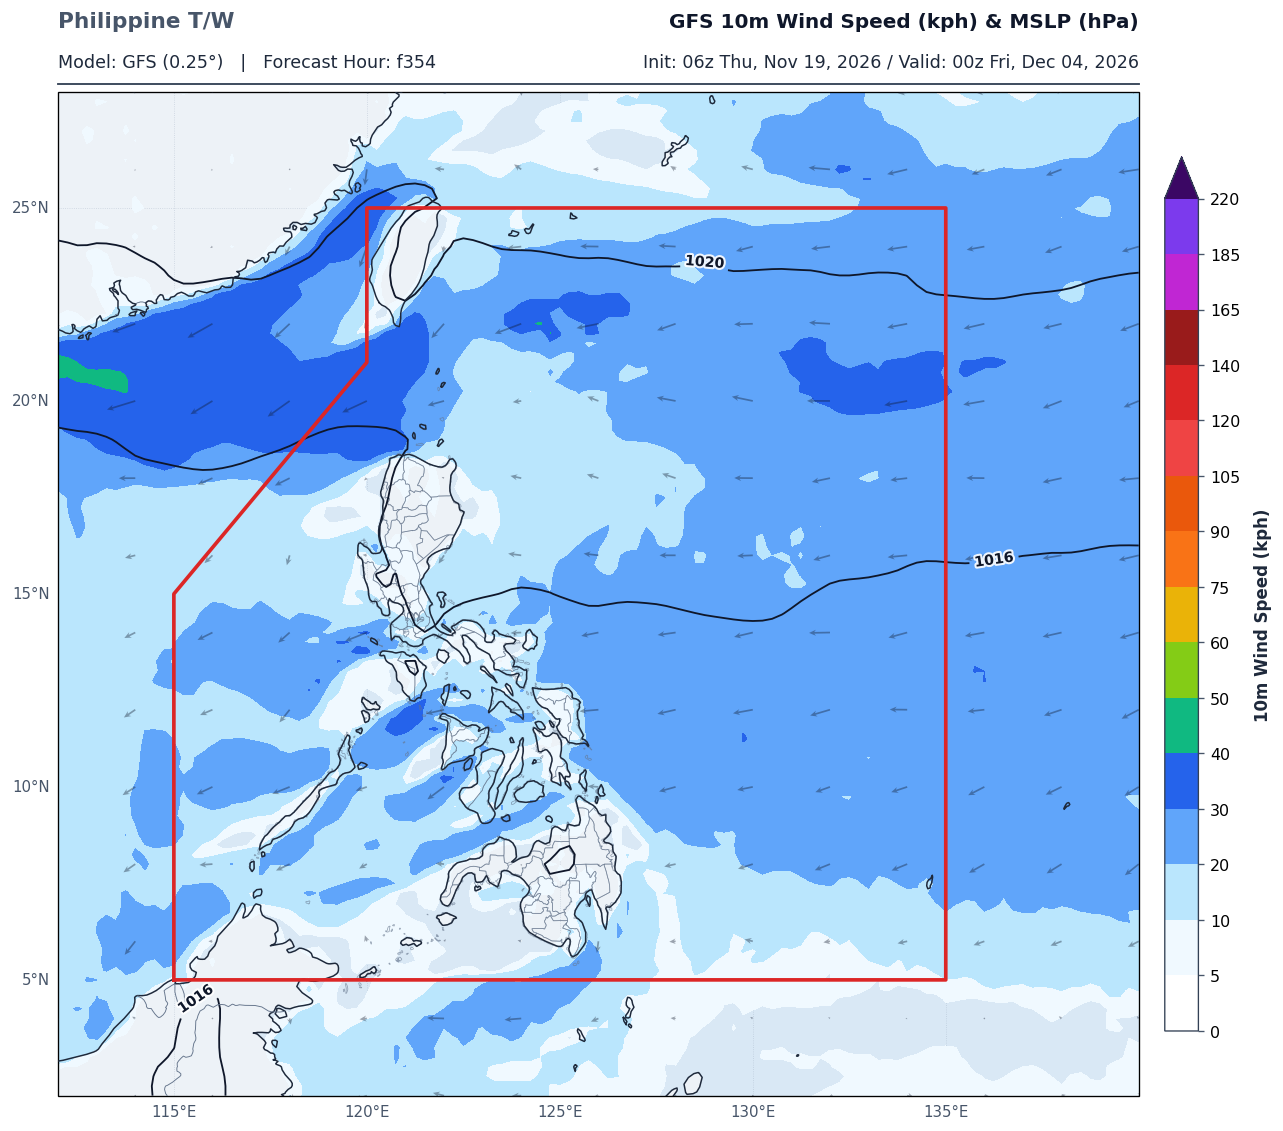 Philippine T/W
GFS 10m Wind Speed (kph) & MSLP (hPa)
Model: GFS (0.25°) | Forecast Hour: f354
Init: 06z Thu, Nov 19, 2026 / Valid: 00z Fri, Dec 04, 2026
25°N
20°N
15°N
10°N
5°N
115°E
120°E
125°E
130°E
135°E
1020
1016
1016
220
185
165
140
120
105
90
75
60
50
40
30
20
10
5
0
10m Wind Speed (kph)